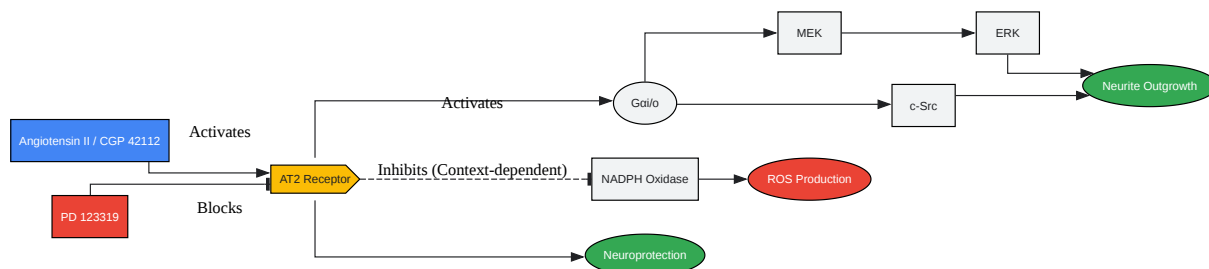 MEK
ERK
Neurite Outgrowth
Activates
Gαi/o
c-Src
Angiotensin II / CGP 42112
Activates
AT2 Receptor
Inhibits (Context-dependent)
NADPH Oxidase
ROS Production
PD 123319
Blocks
Neuroprotection